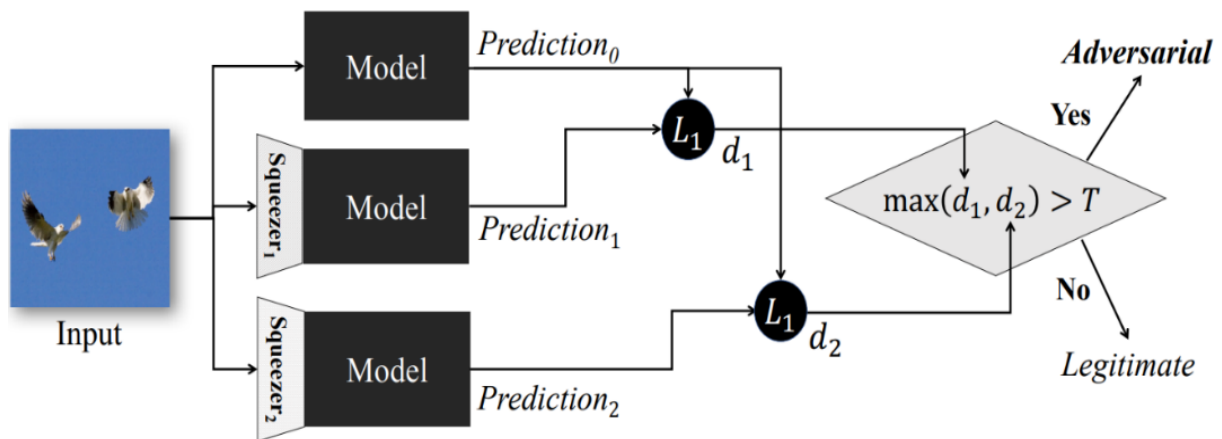 Prediction₀
Adversarial
Model
Yes
L₁
d₁
Squeezer₁
Model
max(d₁, d₂) > T
Prediction₁
Input
No
L₁
d₂
Squeezer₂
Model
Legitimate
Prediction₂